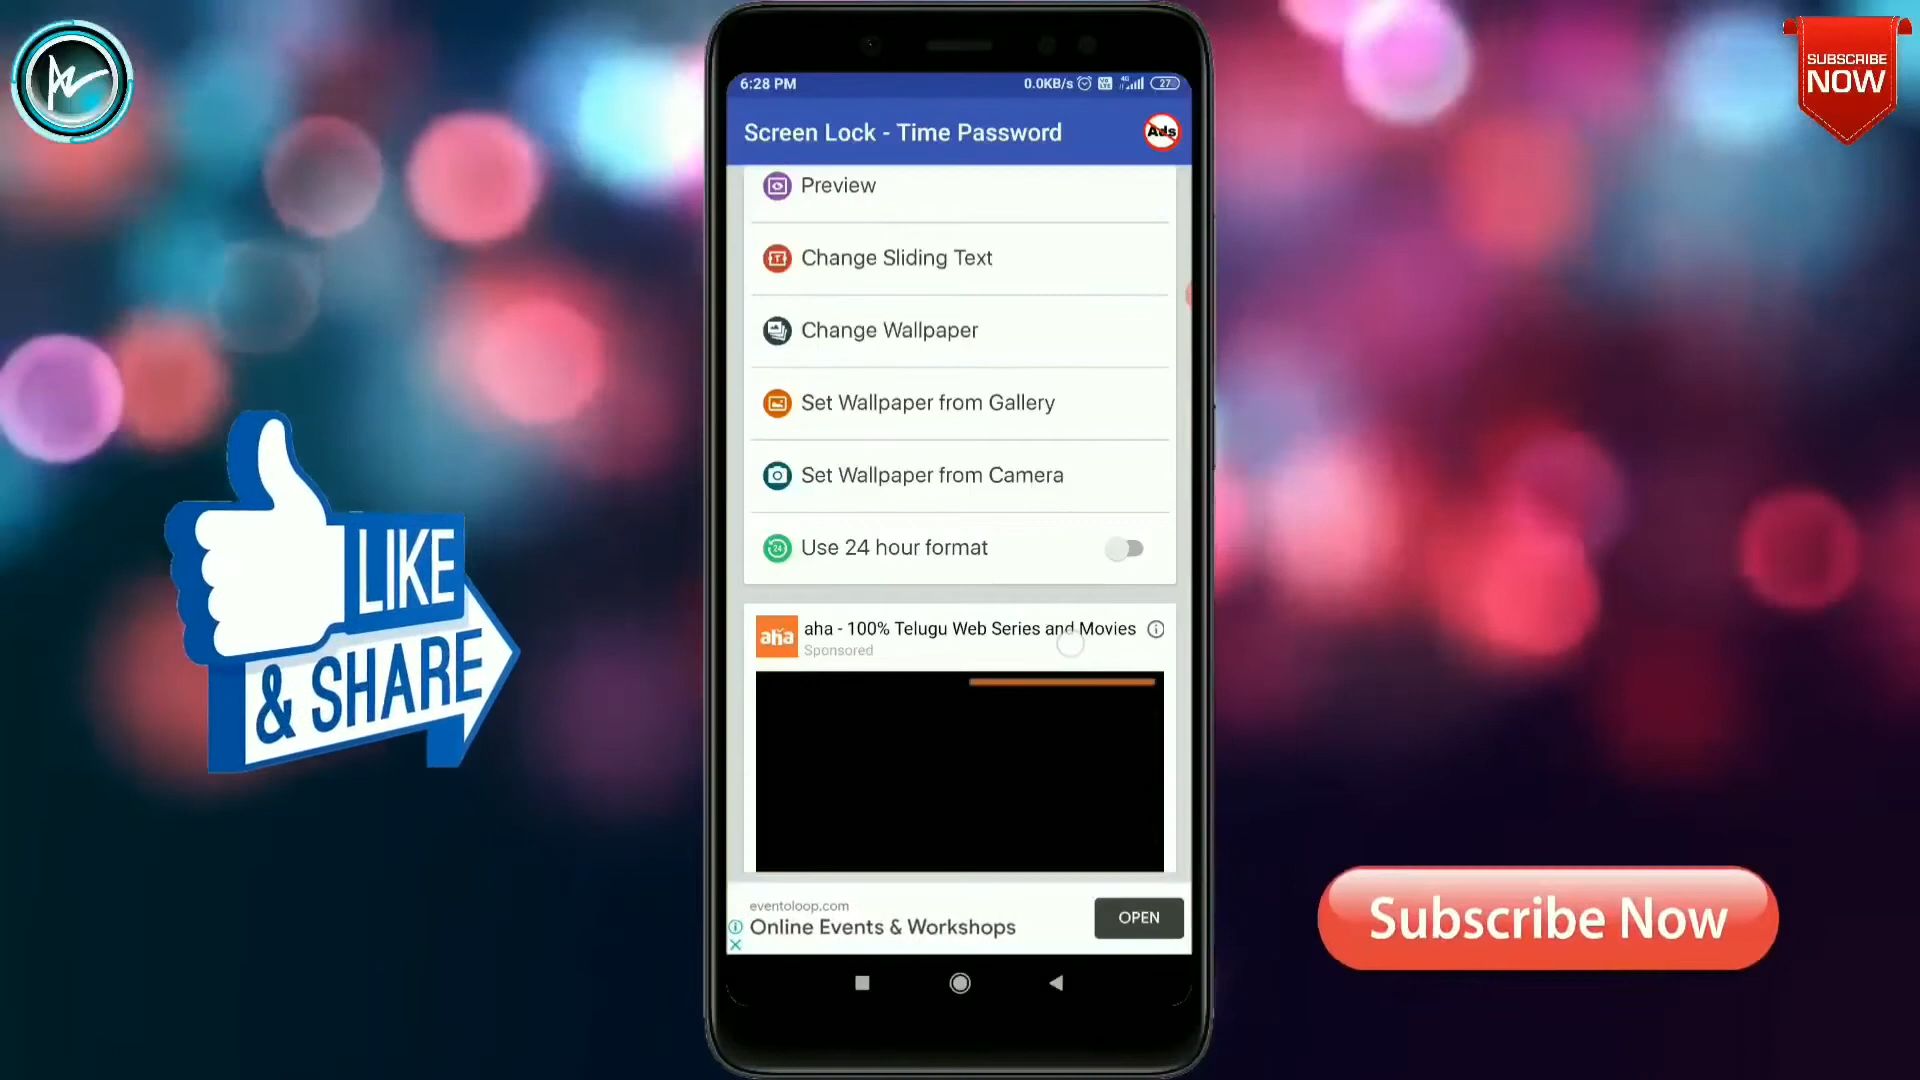 SUBSCRIBE
NOW
6:28 PM
0.0KB/s
4G
27
Screen Lock - Time Password
Ads
Preview
Change Sliding Text
Change Wallpaper
Set Wallpaper from Gallery
Set Wallpaper from Camera
24
Use 24 hour format
LIKE
& SHARE
aha
aha - 100% Telugu Web Series and Movies
Sponsored
eventoloop.com
Online Events & Workshops
OPEN
Subscribe Now